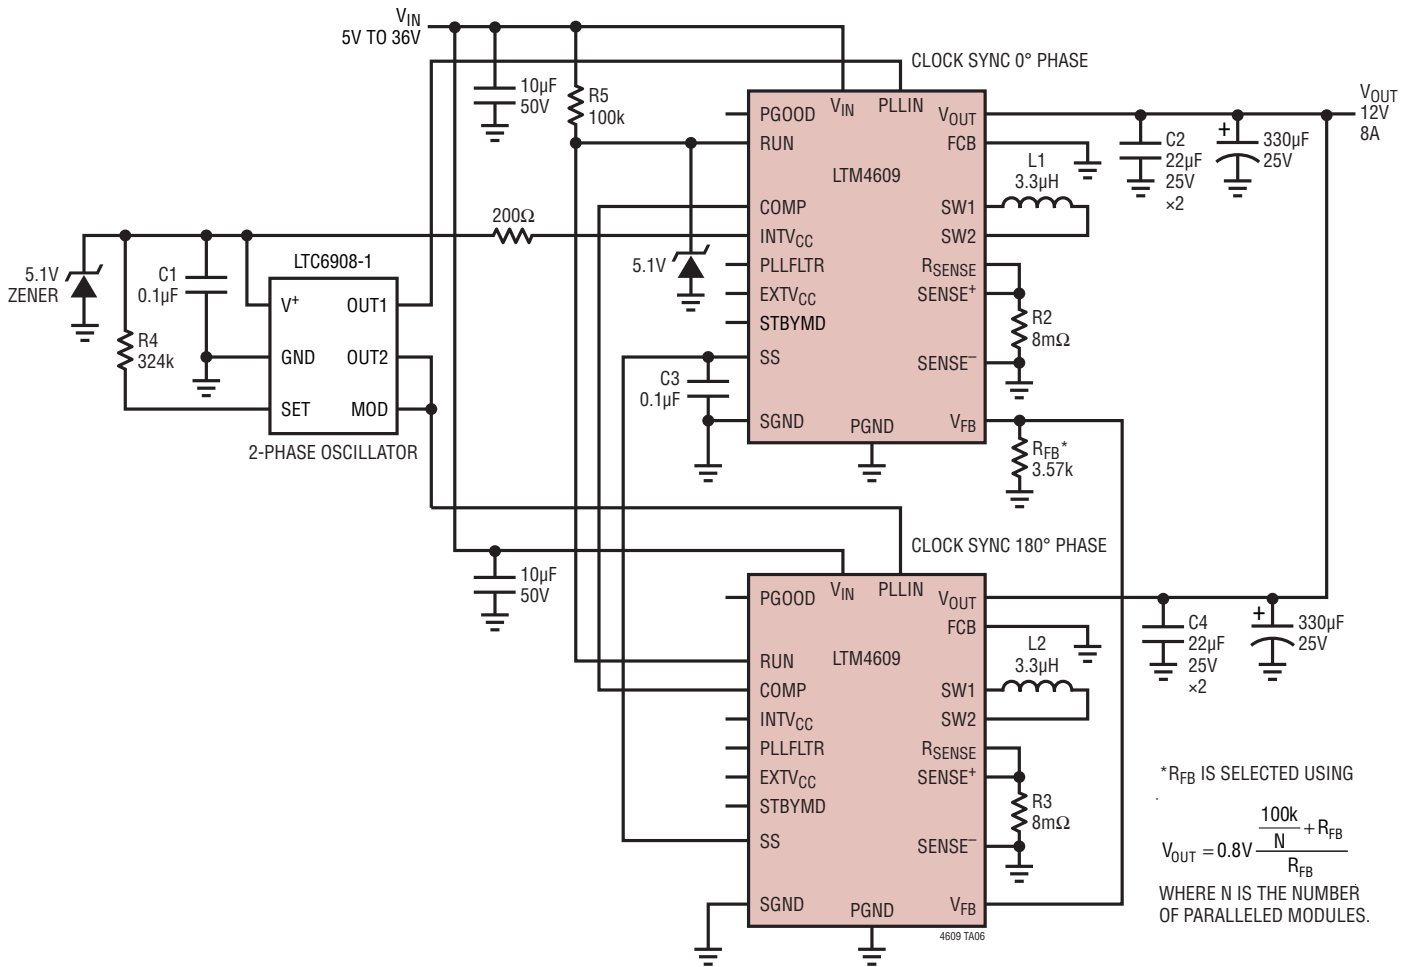 VIN
5V TO 36V
10µF
50V
R5
100k
CLOCK SYNC 0° PHASE
PGOOD
VIN
PLLIN
VOUT
RUN
FCB
LTM4609
COMP
SW1
INTVCC
SW2
PLLFLTR
RSENSE
EXTVCC
SENSE+
STBYMD
SS
SENSE–
SGND
PGND
VFB
L1
3.3µH
C2
22µF
25V
×2
+
330µF
25V
VOUT
12V
8A
200Ω
5.1V
ZENER
C1
0.1µF
R4
324k
LTC6908-1
V+
OUT1
GND
OUT2
SET
MOD
2-PHASE OSCILLATOR
5.1V
C3
0.1µF
R2
8mΩ
RFB*
3.57k
10µF
50V
CLOCK SYNC 180° PHASE
PGOOD
VIN
PLLIN
VOUT
FCB
RUN
LTM4609
COMP
SW1
INTVCC
SW2
PLLFLTR
RSENSE
EXTVCC
SENSE+
STBYMD
SS
SENSE–
SGND
PGND
VFB
L2
3.3µH
C4
22µF
25V
×2
+
330µF
25V
R3
8mΩ
4609 TA06
*RFB IS SELECTED USING
100k
N
+ RFB
VOUT = 0.8V
RFB
WHERE N IS THE NUMBER
OF PARALLELED MODULES.